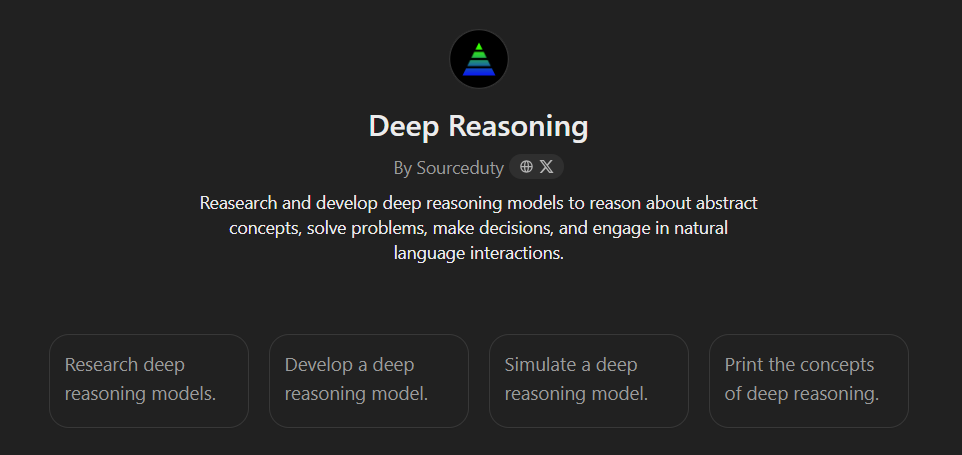 Deep Reasoning
By Sourceduty
Reasearch and develop deep reasoning models to reason about abstract
concepts, solve problems, make decisions, and engage in natural
language interactions.
Research deep
reasoning models.
Develop a deep
reasoning model.
Simulate a deep
reasoning model.
Print the concepts
of deep reasoning.